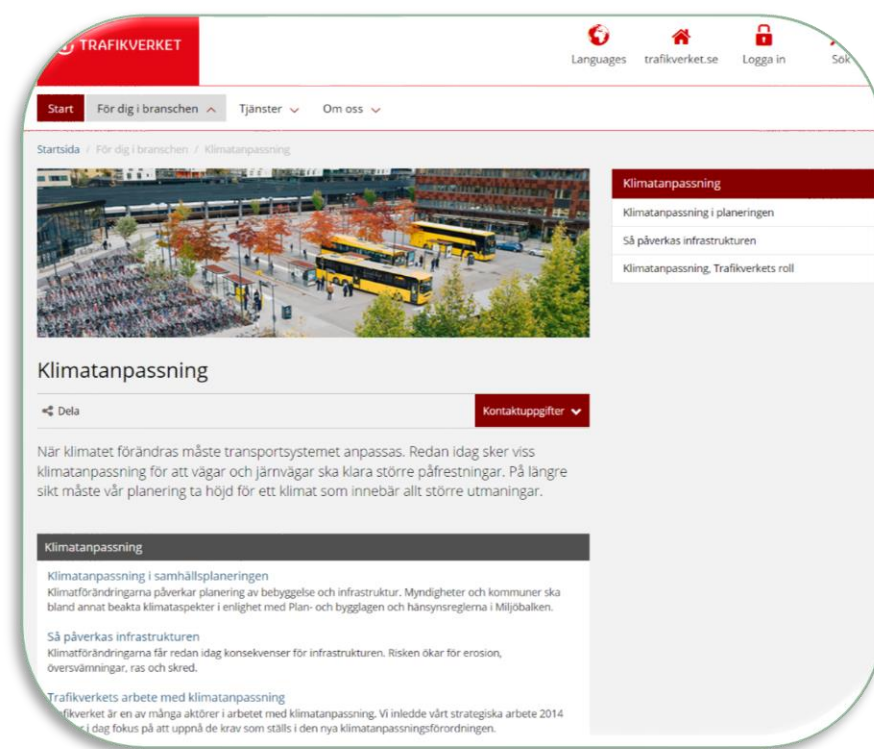 TRAFIKVERKET
Languages
trafikverket.se
Logga in
Sök
Start
För dig i branschen
Tjänster
Om oss
Startsida / För dig i branschen / Klimatanpassning
Klimatanpassning
Klimatanpassning i planeringen
Så påverkas infrastrukturen
Klimatanpassning, Trafikverkets roll
Klimatanpassning
Dela
Kontaktuppgifter
När klimatet förändras måste transportsystemet anpassas. Redan idag sker viss
klimatanpassning för att vägar och järnvägar ska klara större påfrestningar. På längre
sikt måste vår planering ta höjd för ett klimat som innebär allt större utmaningar.
Klimatanpassning
Klimatanpassning i samhällsplaneringen
Klimatförändringarna påverkar planering av bebyggelse och infrastruktur. Myndigheter och kommuner ska
bland annat beakta klimataspekter i enlighet med Plan- och bygglagen och hänsynsreglerna i Miljöbalken.
Så påverkas infrastrukturen
Klimatförändringarna får redan idag konsekvenser för infrastrukturen. Risken ökar för erosion,
översvämningar, ras och skred.
Trafikverkets arbete med klimatanpassning
är en av många aktörer i arbetet med klimatanpassning. Vi inledde vårt strategiska arbete 2014
i dag fokus på att uppnå de krav som ställs i den nya klimatanpassningsförordningen.